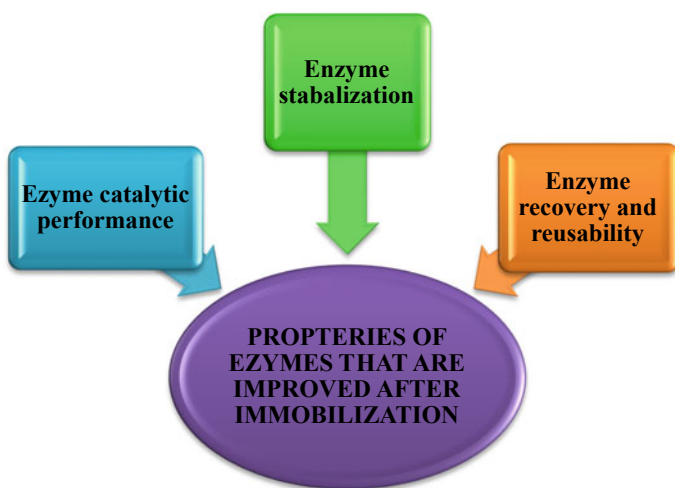 Enzyme
stabalization
Ezyme catalytic
performance
Enzyme
recovery and
reusability
PROPTERIES OF
EZYMES THAT ARE
IMPROVED AFTER
IMMOBILIZATION